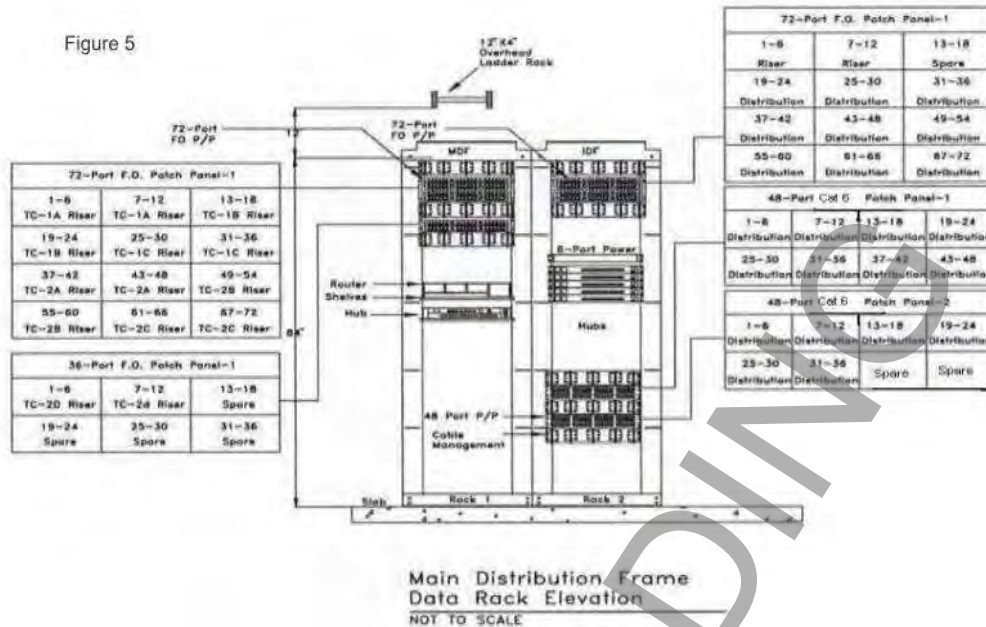 Figure 5
12"X4"
Overhead
Ladder Rack
72-Port
FO P/P
72-Port
FO P/P
MDF
IDF
72-Port F.O. Patch Panel-1
1-6 7-12 13-18
TC-1A Riser TC-1A Riser TC-1B Riser
19-24 25-30 31-36
TC-1B Riser TC-1C Riser TC-1C Riser
37-42 43-48 49-54
TC-2A Riser TC-2A Riser TC-2B Riser
55-60 61-66 67-72
TC-2B Riser TC-2C Riser TC-2C Riser
36-Port F.O. Patch Panel-1
1-6 7-12 13-18
TC-2D Riser TC-2d Riser Spare
19-24 25-30 31-36
Spare Spare Spare
84"
Router
Shelves
Hub
8-Port Power
Hubs
48 Port P/P
Cable
Management
Slab
Rack 1
Rack 2
72-Port F.O. Patch Panel-1
1-6 7-12 13-18
Riser Riser Spare
19-24 25-30 31-36
Distribution Distribution Distribution
37-42 43-48 49-54
Distribution Distribution Distribution
55-60 61-66 67-72
Distribution Distribution Distribution
48-Port Cat 6 Patch Panel-1
1-6 7-12 13-18 19-24
Distribution Distribution Distribution Distribution
25-30 31-36 37-42 43-48
Distribution Distribution Distribution Distribution
48-Port Cat 6 Patch Panel-2
1-6 7-12 13-18 19-24
Distribution Distribution Distribution Distribution
25-30 31-36
Distribution Distribution Spare Spare
Main Distribution Frame
Data Rack Elevation
NOT TO SCALE
DING